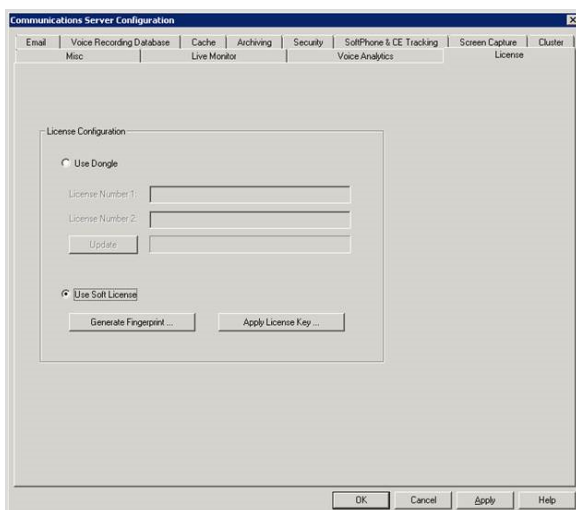 Communications Server Configuration
Email Voice Recording Database Cache Archiving Security SoftPhone & CE Tracking Screen Capture Cluster
Misc Live Monitor Voice Analytics License
License Configuration
Use Dongle
License Number 1:
License Number 2:
Update
Use Soft License
Generate Fingerprint ... Apply License Key ...
OK Cancel Apply Help